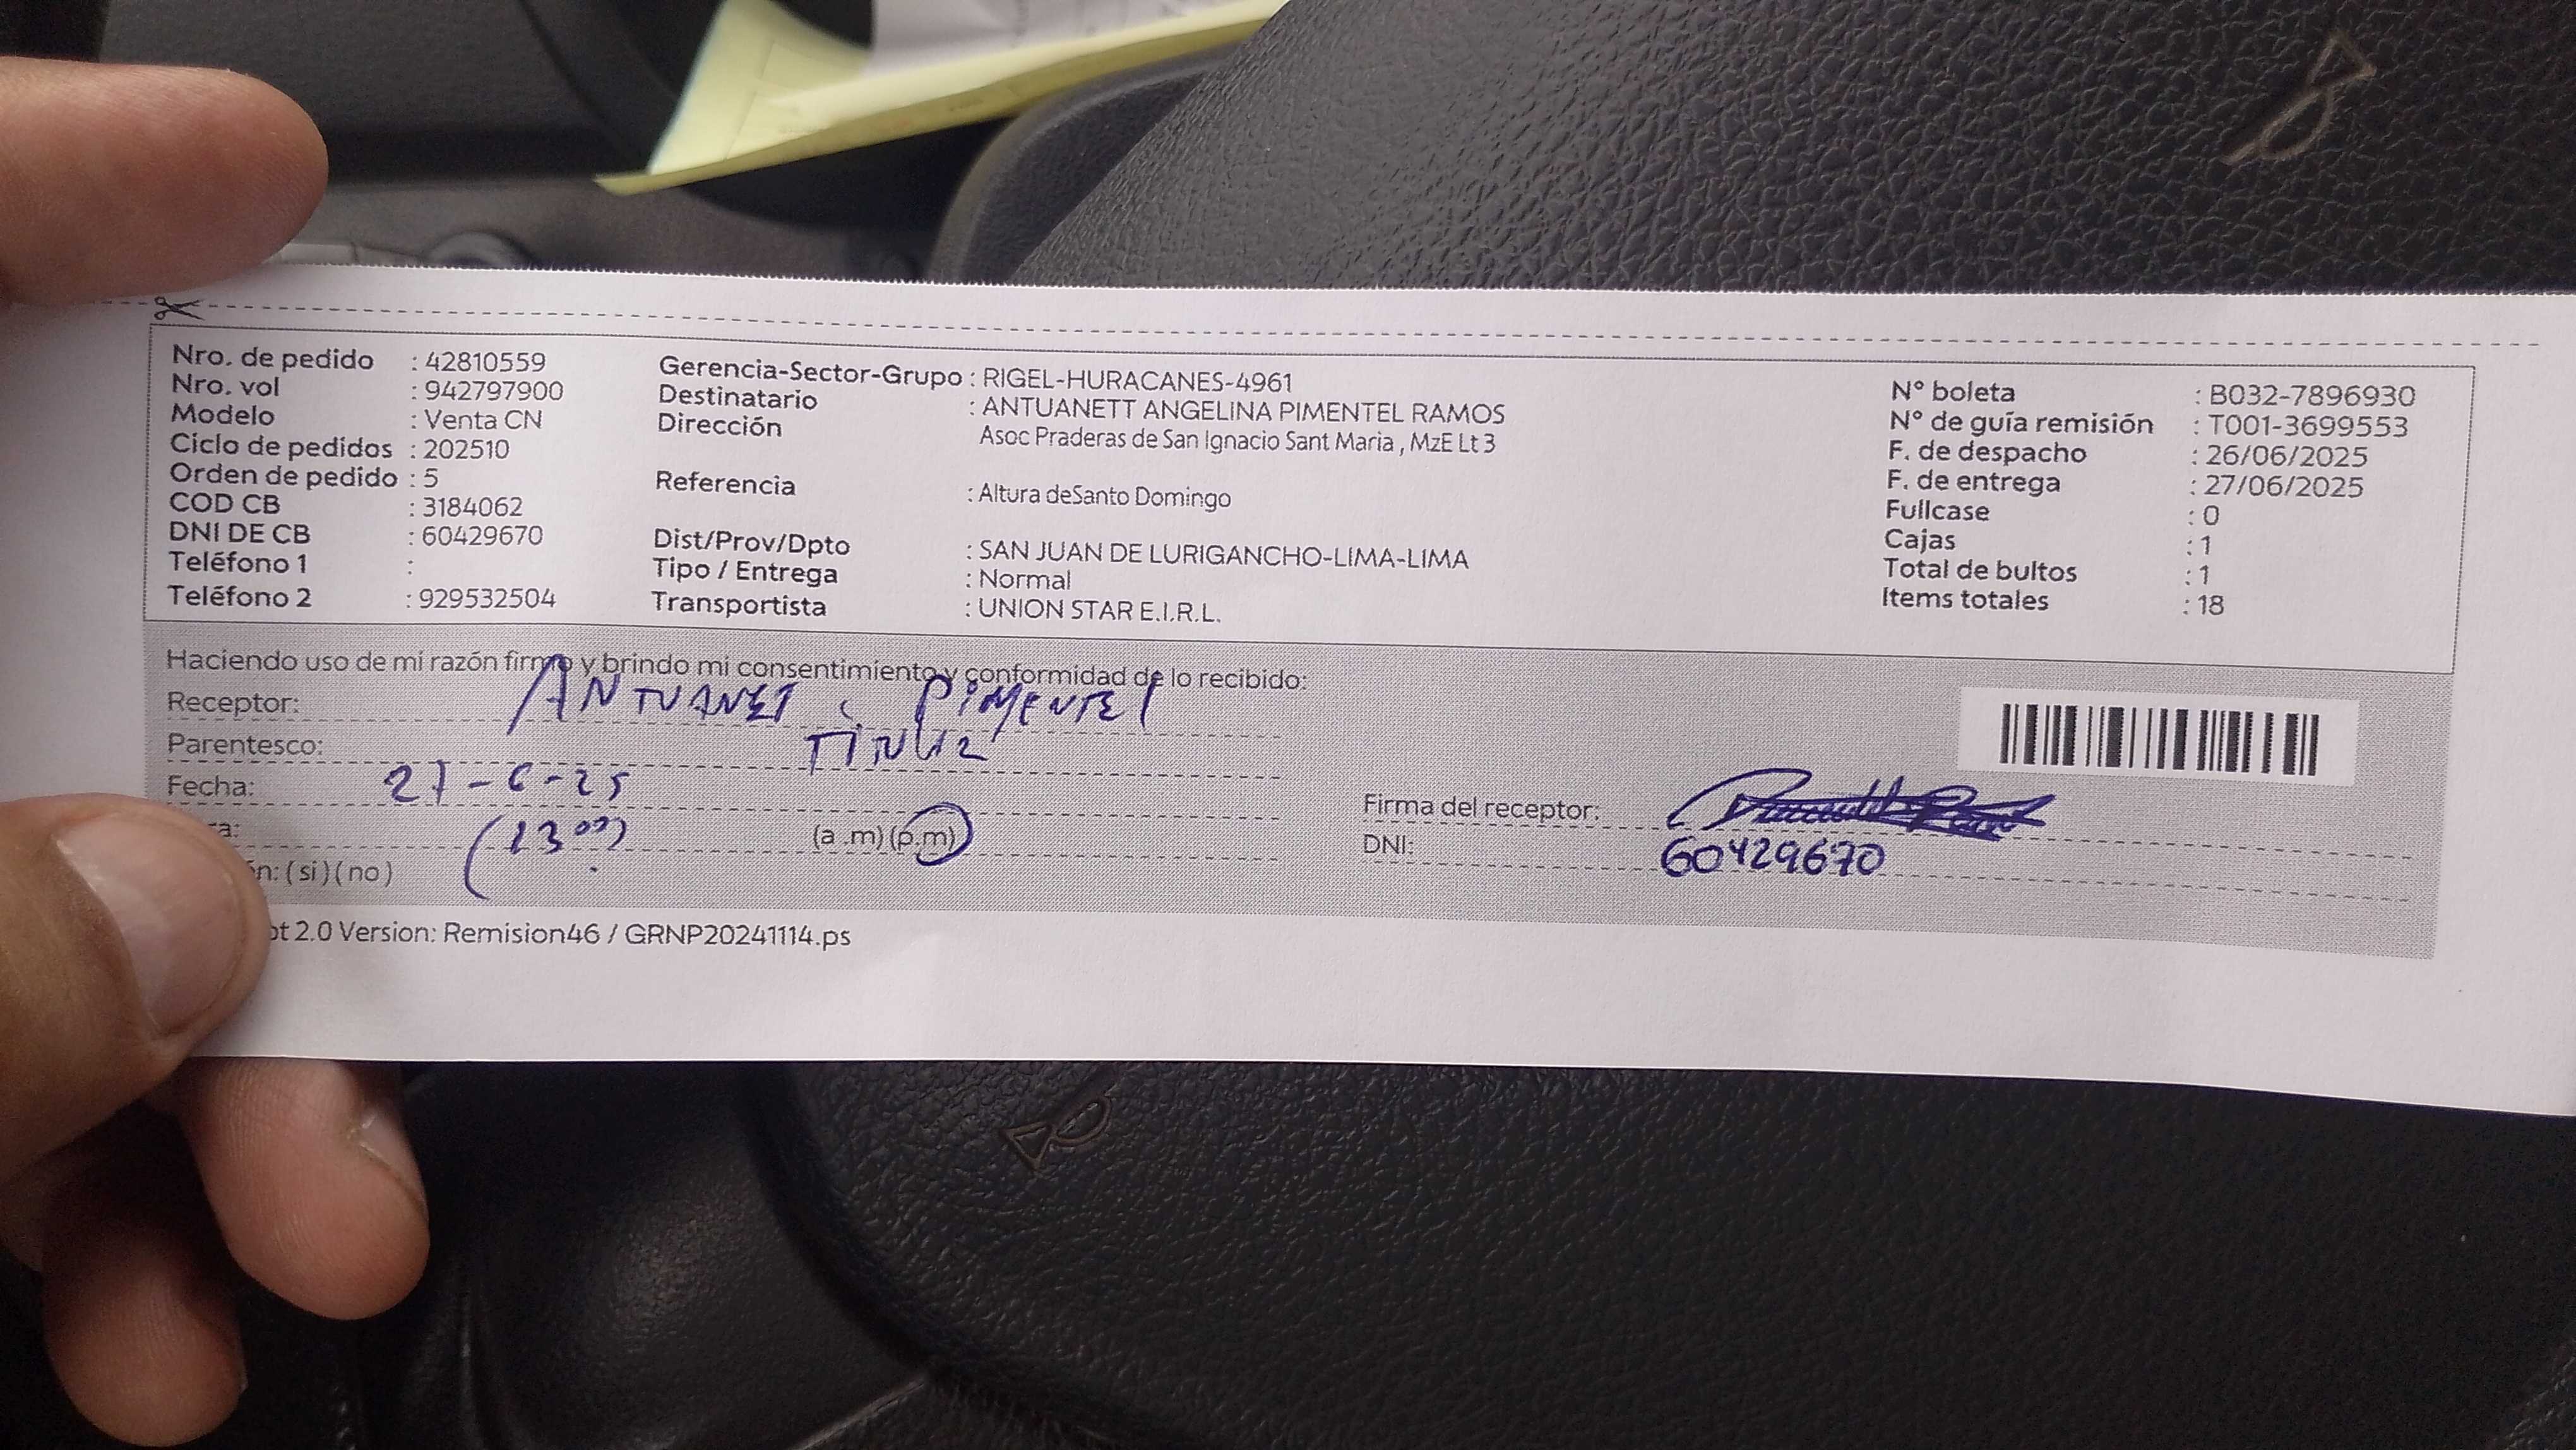 Nro. de pedido : 42810559
Nro. vol : 942797900
Modelo : Venta CN
Ciclo de pedidos : 202510
Orden de pedido : 5
COD CB : 3184062
DNI DE CB : 60429670
Teléfono 1 :
Teléfono 2 : 929532504
Gerencia-Sector-Grupo : RIGEL-HURACANES-4961
Destinatario : ANTUANETT ANGELINA PIMENTEL RAMOS
Dirección Asoc Praderas de San Ignacio Sant Maria , MzE Lt 3
Referencia : Altura deSanto Domingo
Dist/Prov/Dpto : SAN JUAN DE LURIGANCHO-LIMA-LIMA
Tipo / Entrega : Normal
Transportista : UNION STAR E.I.R.L.
N° boleta : B032-7896930
N° de guía remisión : T001-3699553
F. de despacho : 26/06/2025
F. de entrega : 27/06/2025
Fullcase : 0
Cajas : 1
Total de bultos : 1
Items totales : 18
Haciendo uso de mi razón firmo y brindo mi consentimiento y conformidad de lo recibido:
Receptor: ANTUANET PIMENTEL
Parentesco:
Fecha: 27-6-25
(13 00) (a .m) (p.m)
( si ) ( no )
Firma del receptor:
DNI: 60429670
2.0 Version: Remision46 / GRNP20241114.ps